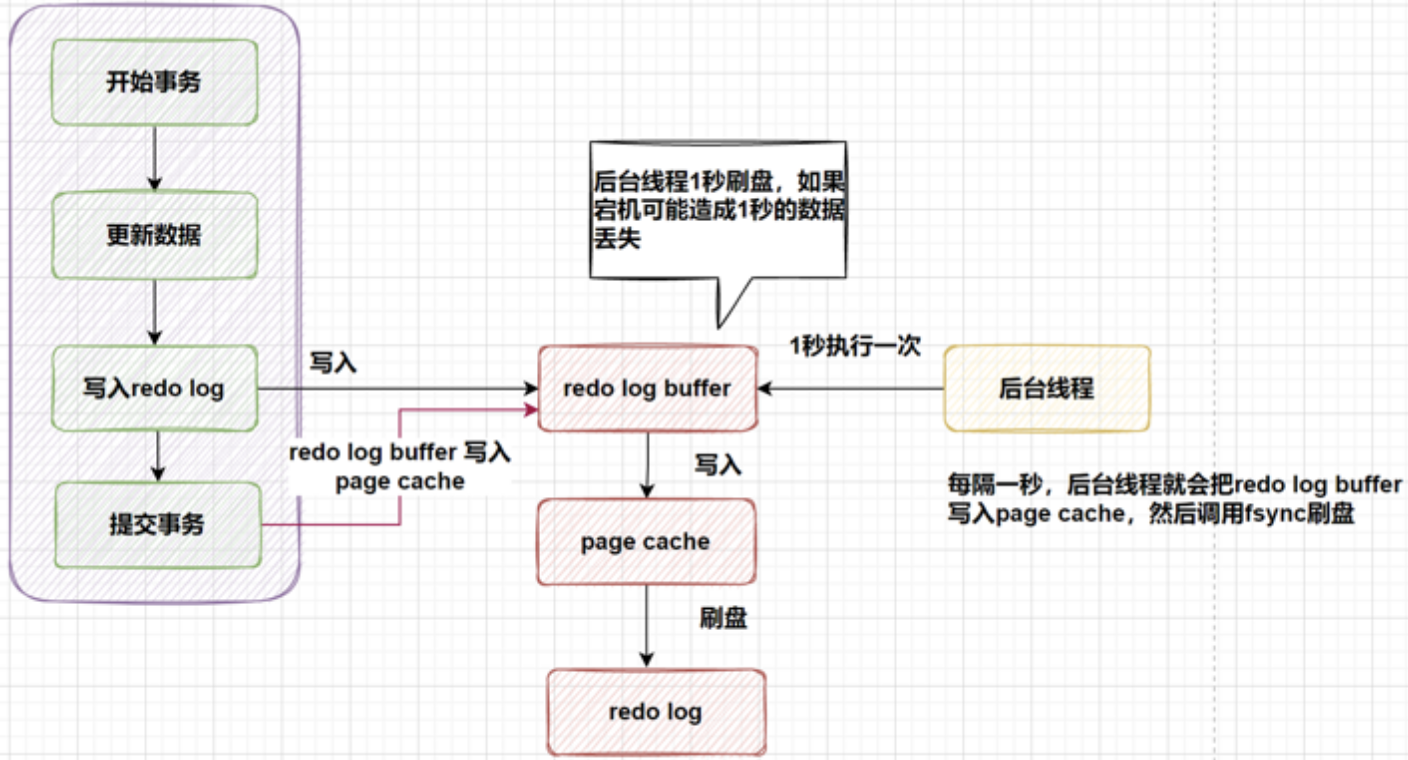 开始事务
更新数据
写入redo log
提交事务
写入
redo log buffer 写入
page cache
后台线程1秒刷盘，如果
宕机可能造成1秒的数据
丢失
redo log buffer
1秒执行一次
后台线程
写入
page cache
刷盘
redo log
每隔一秒，后台线程就会把redo log buffer
写入page cache，然后调用fsync刷盘